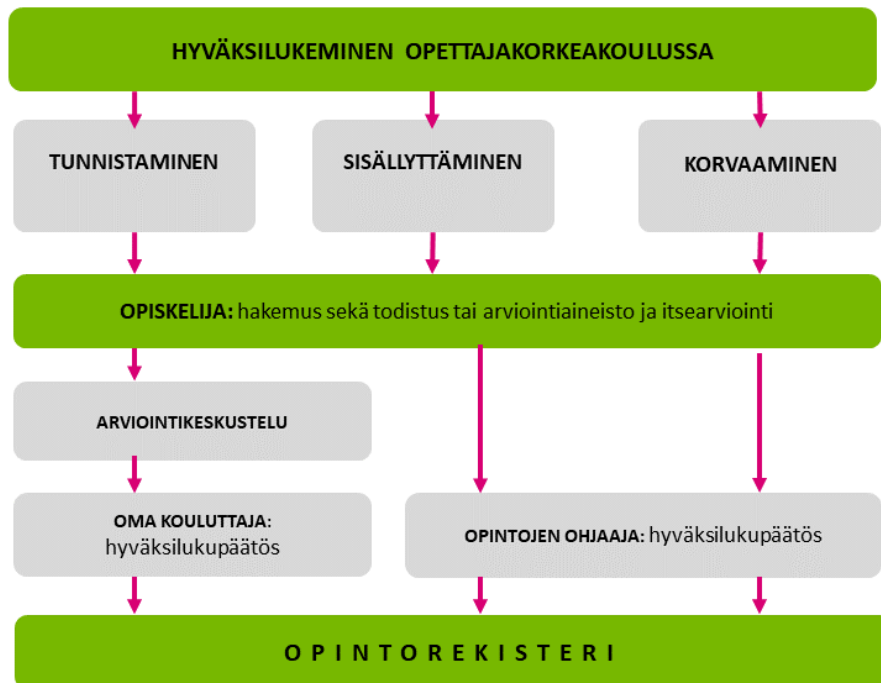 HYVÄKSILUKEMINEN OPETTAJAKORKEAKOULUSSA
TUNNISTAMINEN
SISÄLLYTTÄMINEN
KORVAAMINEN
OPISKELIJA: hakemus sekä todistus tai arviointiaineisto ja itsearviointi
ARVIOINTIKESKUSTELU
OMA KOULUTTAJA:
hyväksilukupäätös
OPINTOJEN OHJAAJA: hyväksilukupäätös
OPINTOREKISTERI